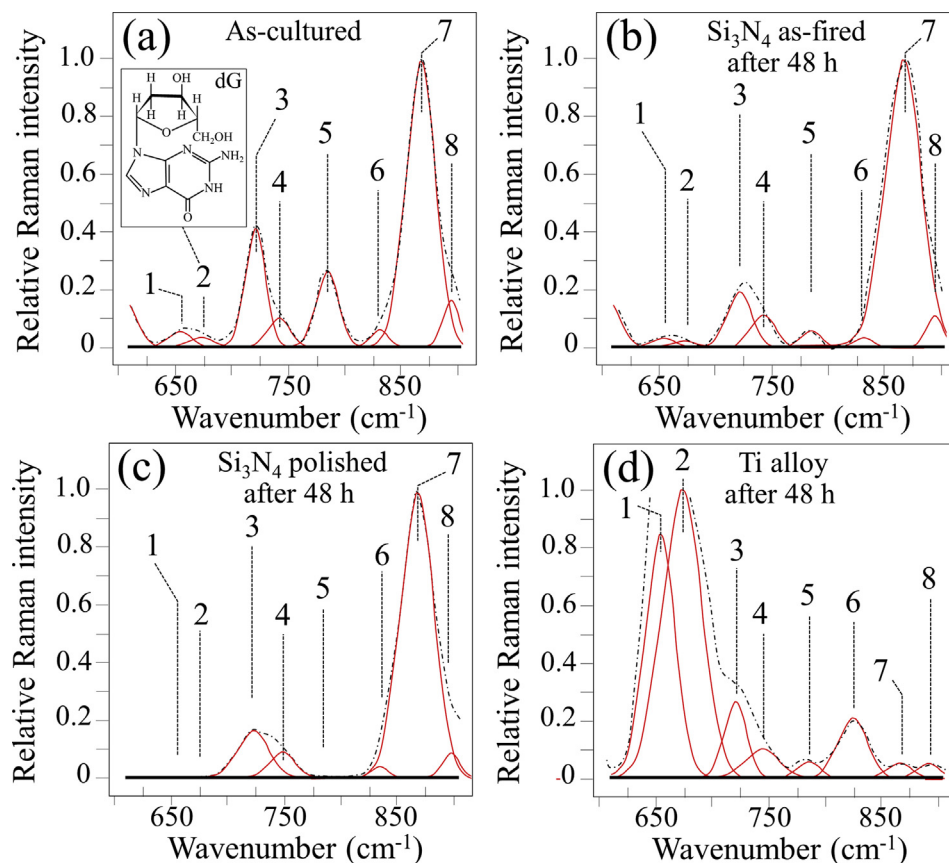 (a) As-cultured
Relative Raman intensity
1.0
0.8
0.6
0.4
0.2
0
dG
H OH
H H
H H H
O
CH₂OH
N N NH₂
N NH
O
1 2 3 4 5 6 7 8
650 750 850
Wavenumber (cm⁻¹)
(b) Si₃N₄ as-fired
after 48 h
Relative Raman intensity
1.0
0.8
0.6
0.4
0.2
0
1 2 3 4 5 6 7 8
650 750 850
Wavenumber (cm⁻¹)
(c) Si₃N₄ polished
after 48 h
Relative Raman intensity
1.0
0.8
0.6
0.4
0.2
0
1 2 3 4 5 6 7 8
650 750 850
Wavenumber (cm⁻¹)
(d) Ti alloy
after 48 h
Relative Raman intensity
1.0
0.8
0.6
0.4
0.2
-0
1 2 3 4 5 6 7 8
650 750 850
Wavenumber (cm⁻¹)